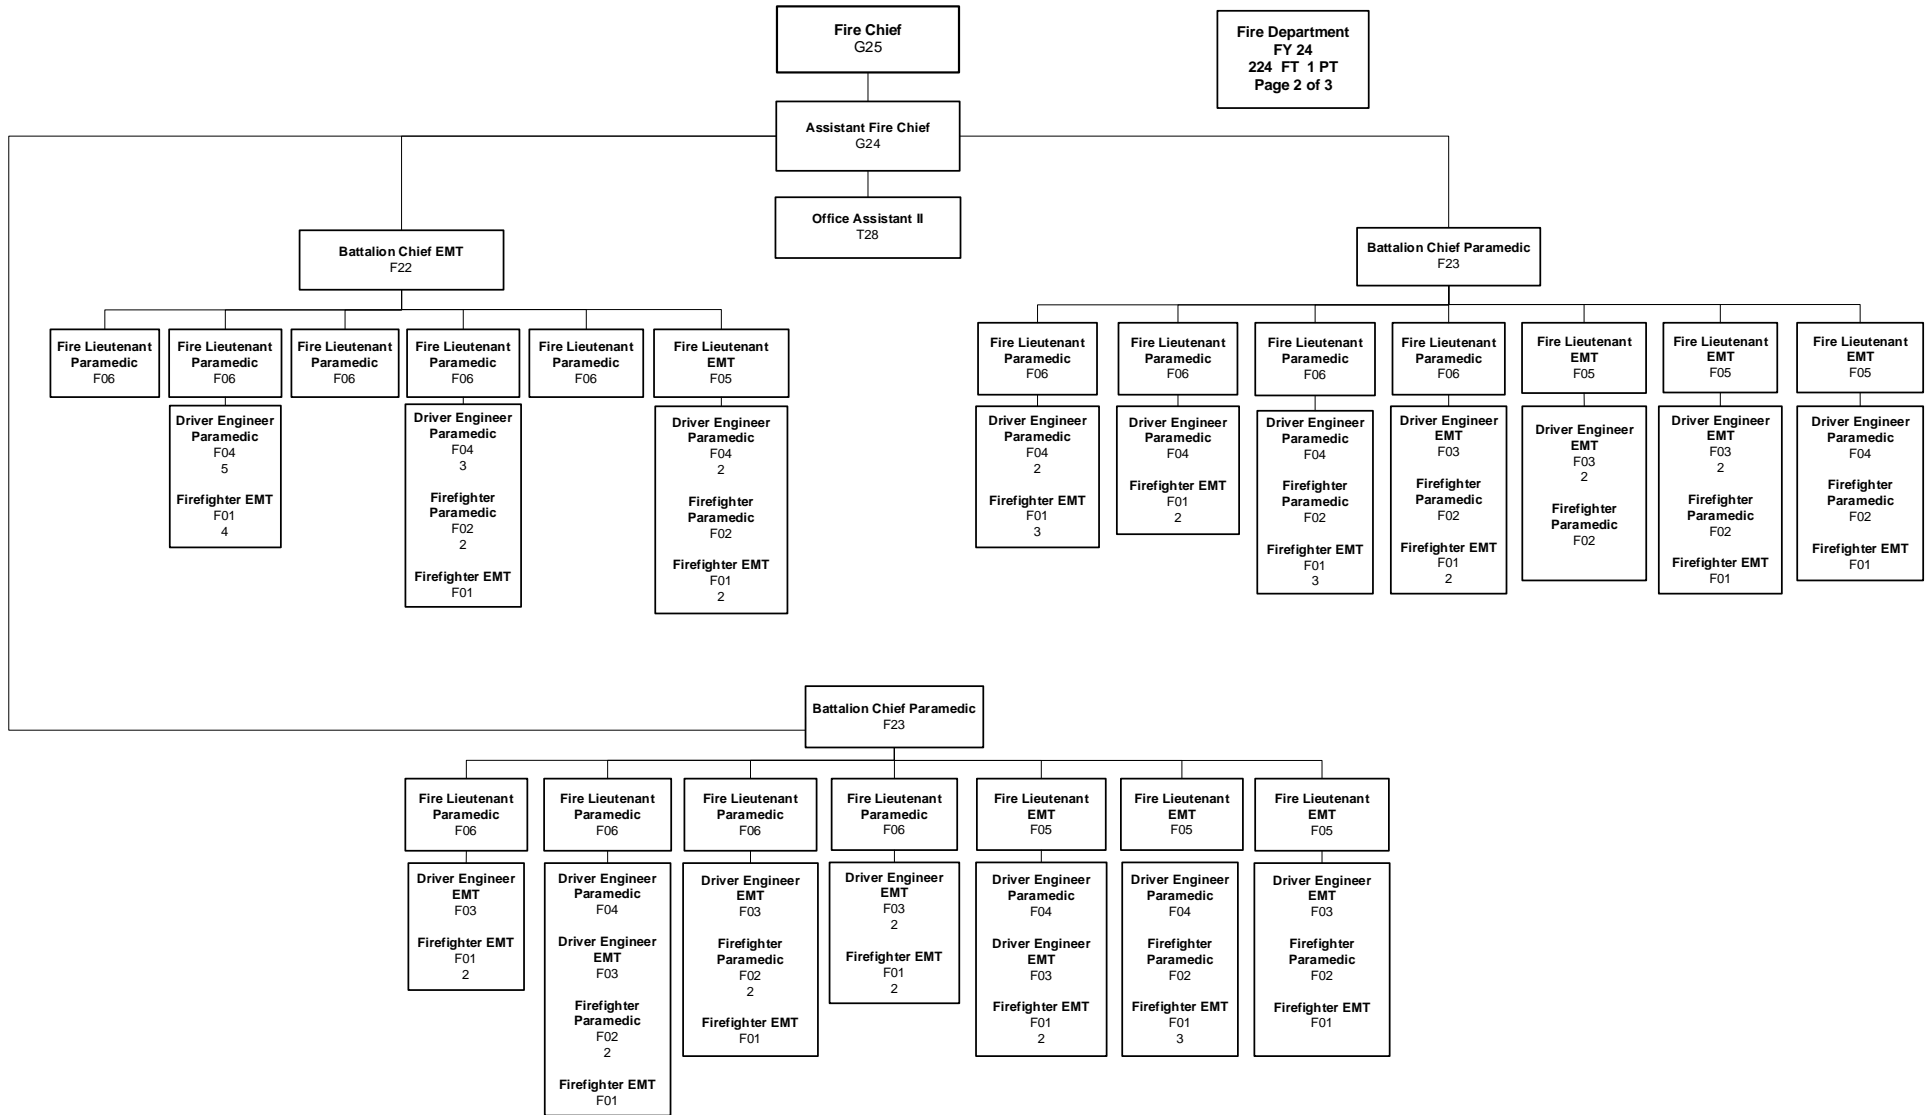 Fire Chief
G25
Fire Department
FY 24
224 FT 1 PT
Page 2 of 3
Assistant Fire Chief
G24
Office Assistant II
T28
Battalion Chief EMT
F22
Fire Lieutenant
Paramedic
F06
Fire Lieutenant
Paramedic
F06
Fire Lieutenant
Paramedic
F06
Fire Lieutenant
Paramedic
F06
Fire Lieutenant
Paramedic
F06
Fire Lieutenant
EMT
F05
Driver Engineer
Paramedic
F04
5
Firefighter EMT
F01
4
Driver Engineer
Paramedic
F04
3
Firefighter
Paramedic
F02
2
Firefighter EMT
F01
Driver Engineer
Paramedic
F04
2
Firefighter
Paramedic
F02
Firefighter EMT
F01
2
Battalion Chief Paramedic
F23
Fire Lieutenant
Paramedic
F06
Fire Lieutenant
Paramedic
F06
Fire Lieutenant
Paramedic
F06
Fire Lieutenant
Paramedic
F06
Fire Lieutenant
EMT
F05
Fire Lieutenant
EMT
F05
Fire Lieutenant
EMT
F05
Driver Engineer
Paramedic
F04
2
Firefighter EMT
F01
3
Driver Engineer
Paramedic
F04
Firefighter EMT
F01
2
Driver Engineer
Paramedic
F04
Firefighter
Paramedic
F02
Firefighter EMT
F01
3
Driver Engineer
EMT
F03
Firefighter
Paramedic
F02
Firefighter EMT
F01
2
Driver Engineer
EMT
F03
2
Firefighter
Paramedic
F02
Driver Engineer
EMT
F03
2
Firefighter
Paramedic
F02
Firefighter EMT
F01
Driver Engineer
Paramedic
F04
Firefighter
Paramedic
F02
Firefighter EMT
F01
Battalion Chief Paramedic
F23
Fire Lieutenant
Paramedic
F06
Fire Lieutenant
Paramedic
F06
Fire Lieutenant
Paramedic
F06
Fire Lieutenant
Paramedic
F06
Fire Lieutenant
EMT
F05
Fire Lieutenant
EMT
F05
Fire Lieutenant
EMT
F05
Driver Engineer
EMT
F03
Firefighter EMT
F01
2
Driver Engineer
Paramedic
F04
Driver Engineer
EMT
F03
Firefighter
Paramedic
F02
2
Firefighter EMT
F01
Driver Engineer
EMT
F03
Firefighter
Paramedic
F02
2
Firefighter EMT
F01
Driver Engineer
EMT
F03
2
Firefighter EMT
F01
2
Driver Engineer
Paramedic
F04
Driver Engineer
EMT
F03
Firefighter EMT
F01
2
Driver Engineer
Paramedic
F04
Firefighter
Paramedic
F02
Firefighter EMT
F01
3
Driver Engineer
EMT
F03
Firefighter
Paramedic
F02
Firefighter EMT
F01